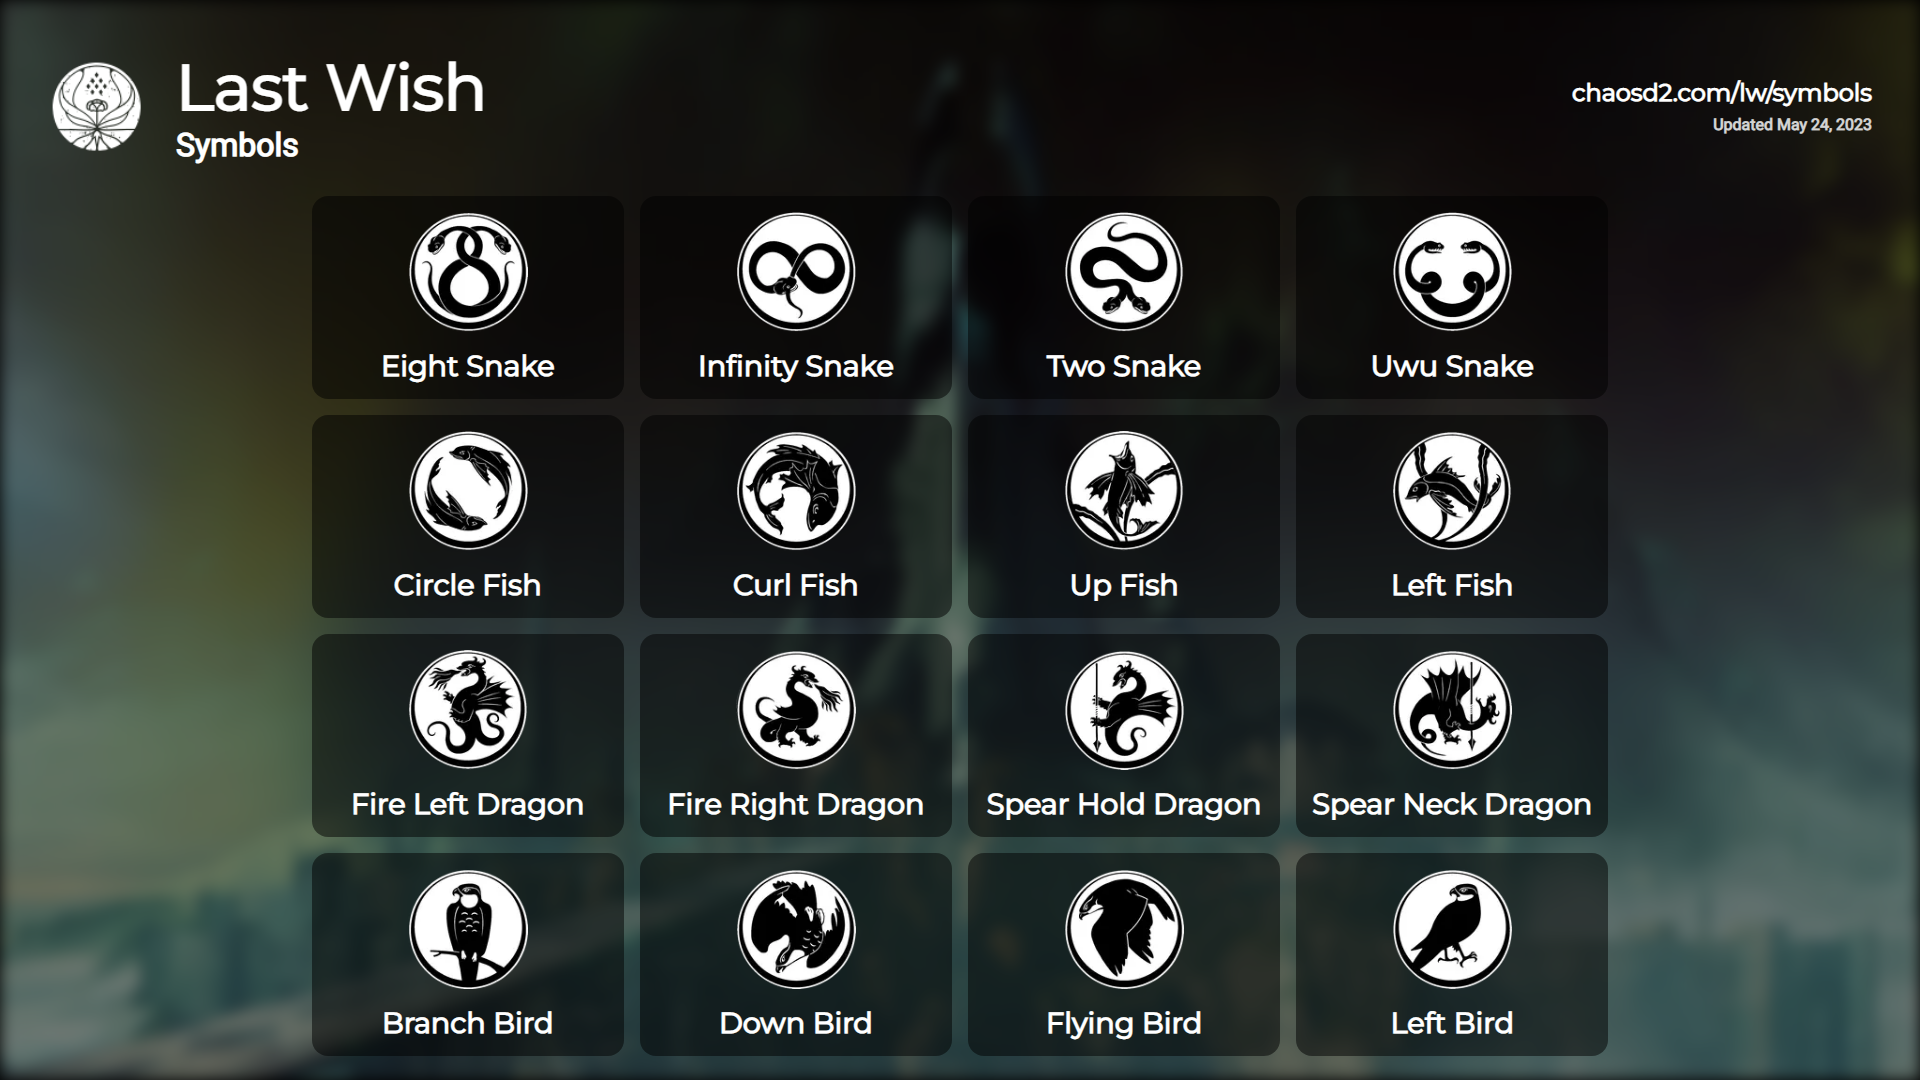 Last Wish
Symbols
chaosd2.com/lw/symbols
Updated May 24, 2023
Eight Snake
Infinity Snake
Two Snake
Uwu Snake
Circle Fish
Curl Fish
Up Fish
Left Fish
Fire Left Dragon
Fire Right Dragon
Spear Hold Dragon
Spear Neck Dragon
Branch Bird
Down Bird
Flying Bird
Left Bird